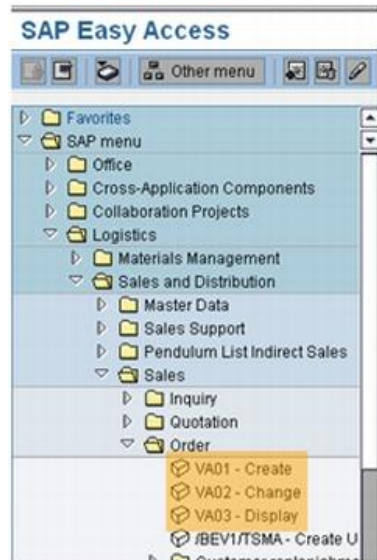 SAP Easy Access
Other menu
Favorites
SAP menu
Office
Cross-Application Components
Collaboration Projects
Logistics
Materials Management
Sales and Distribution
Master Data
Sales Support
Pendulum List Indirect Sales
Sales
Inquiry
Quotation
Order
VA01 - Create
VA02 - Change
VA03 - Display
/BEV1/TSMA - Create U